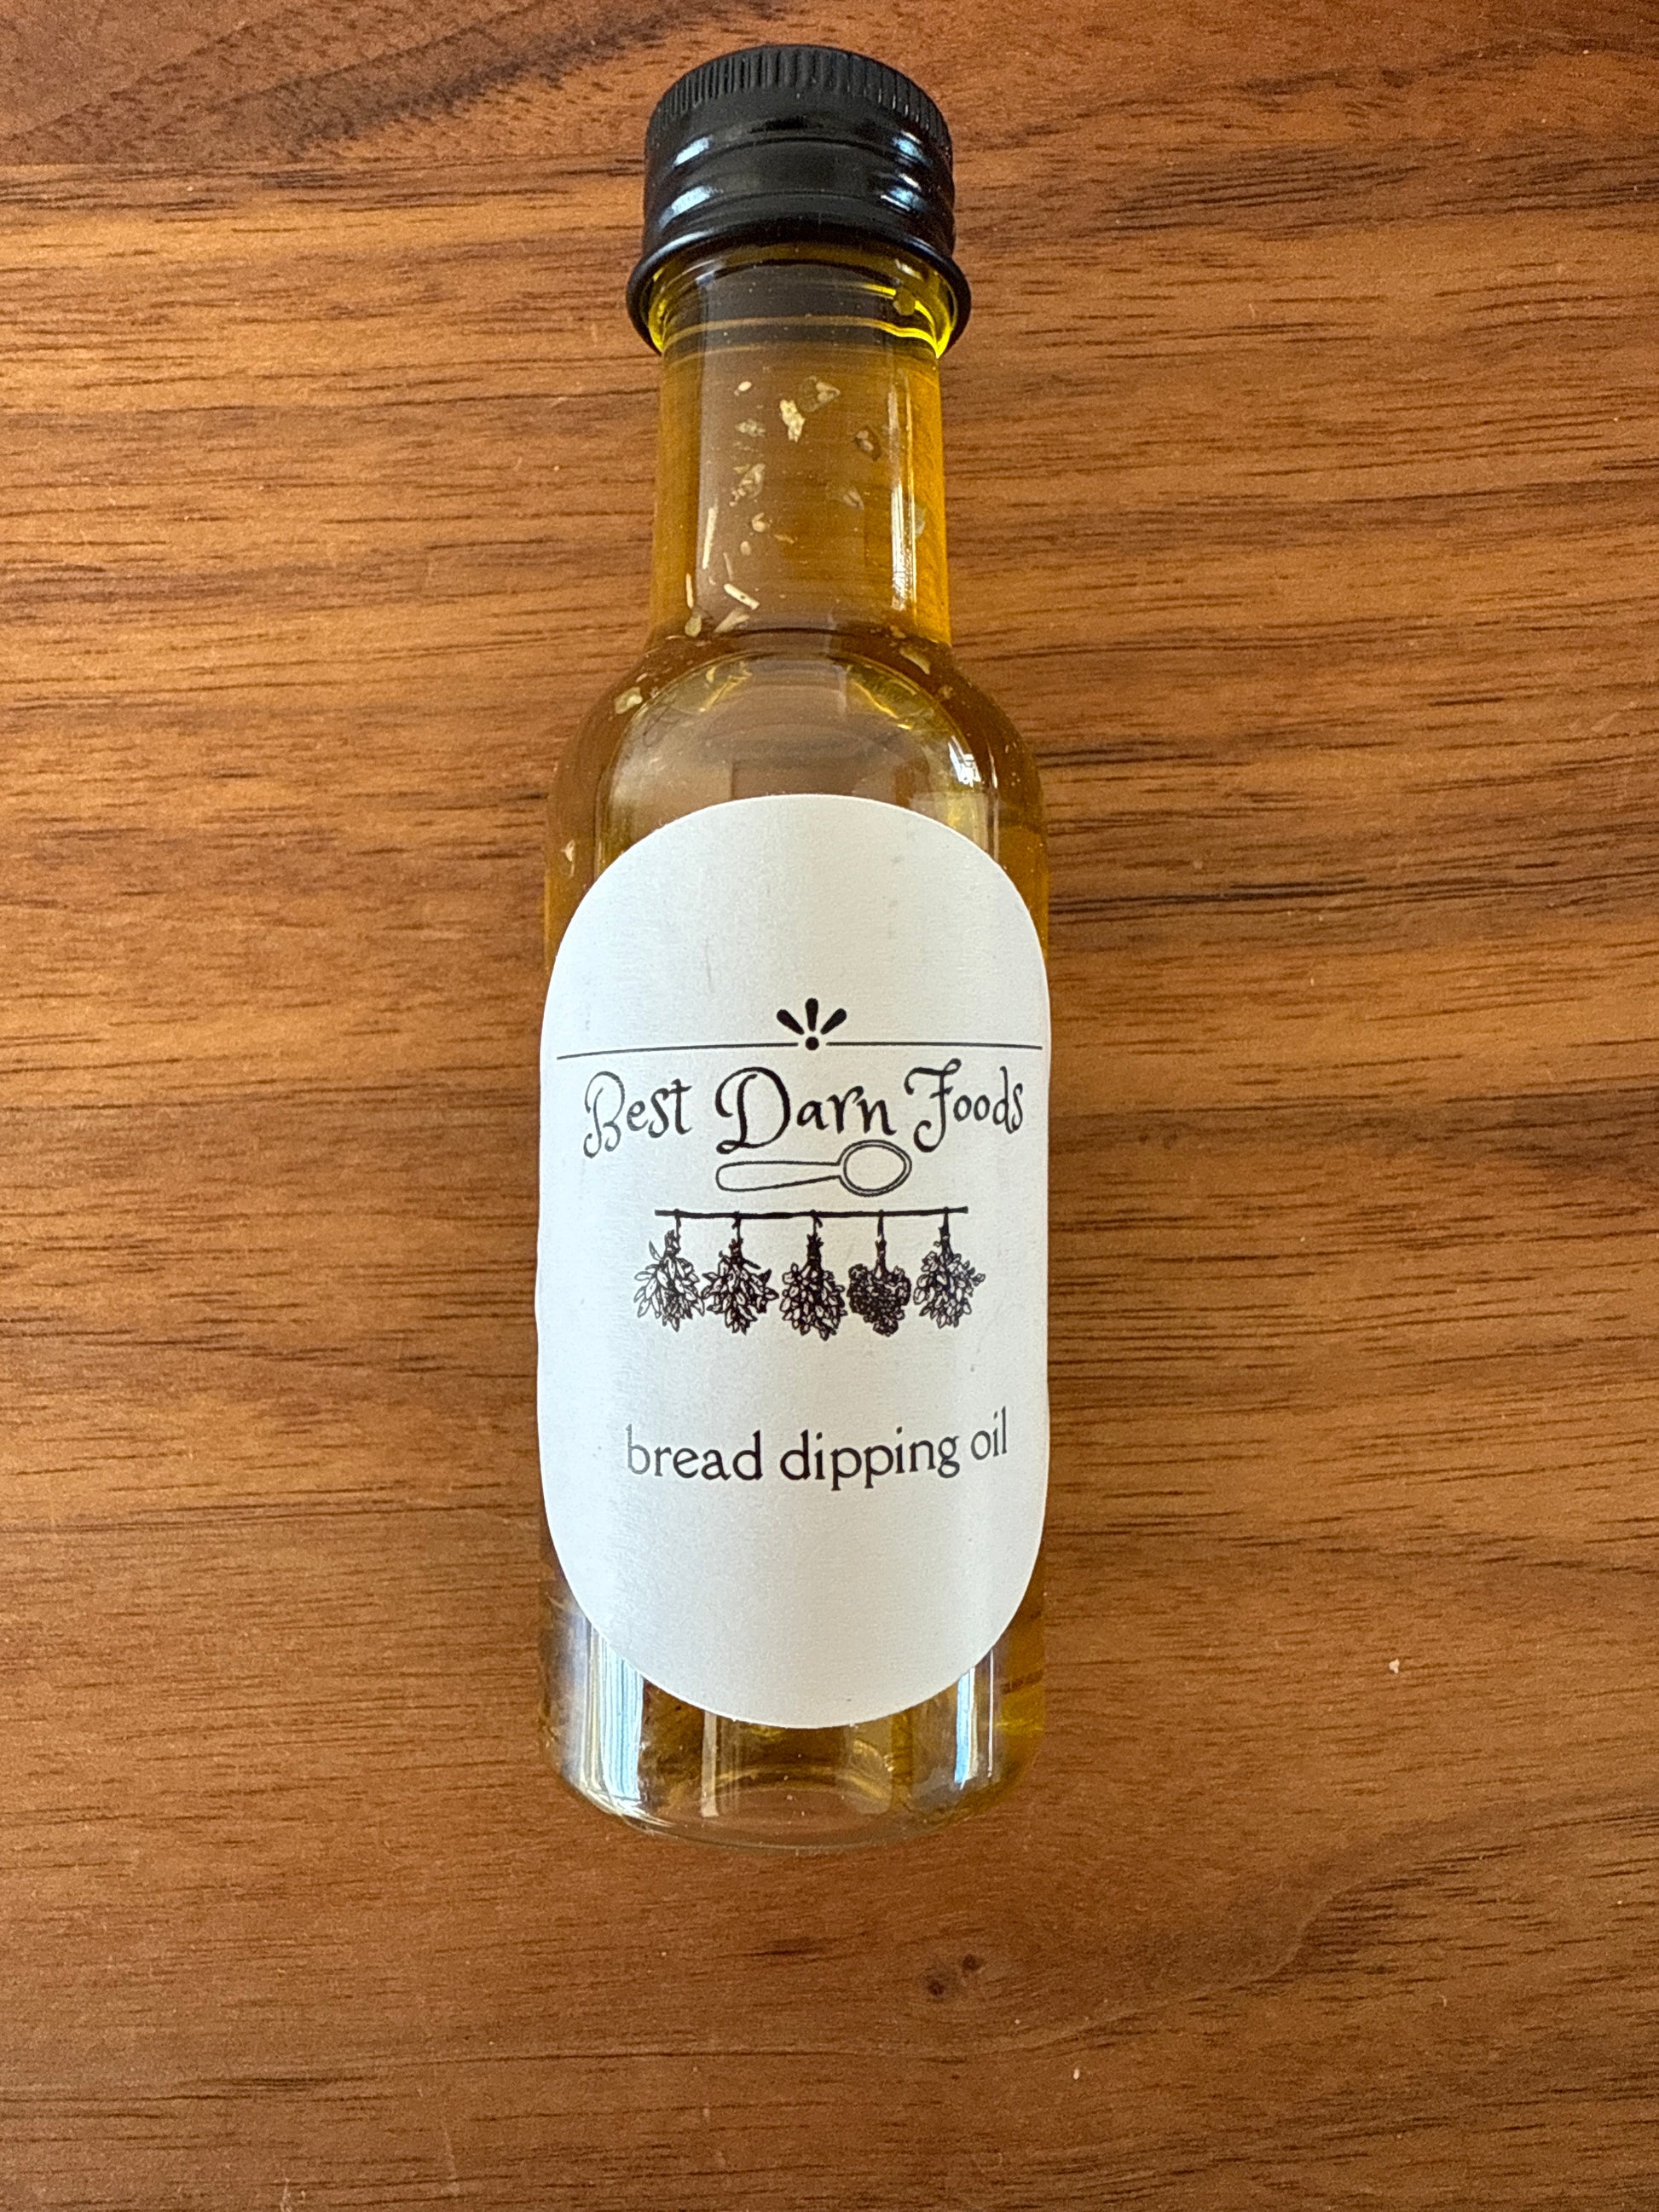 Best Darn Foods
bread dipping oil